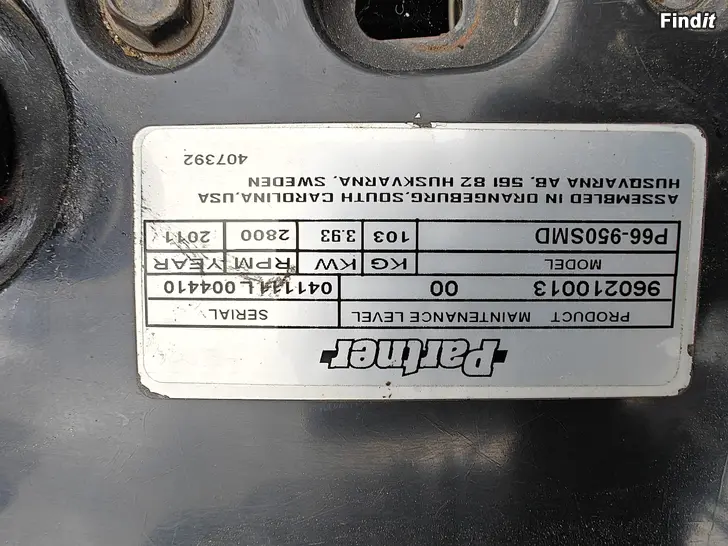 Findit
Partner
PRODUCT MAINTENANCE LEVEL SERIAL
960210013 00 041111L 004410
MODEL KG KW RPM YEAR
P66-950SMD 103 3.93 2800 2011
ASSEMBLED IN ORANGEBURG,SOUTH CAROLINA,USA
HUSQVARNA AB, 561 82 HUSKVARNA, SWEDEN
407392